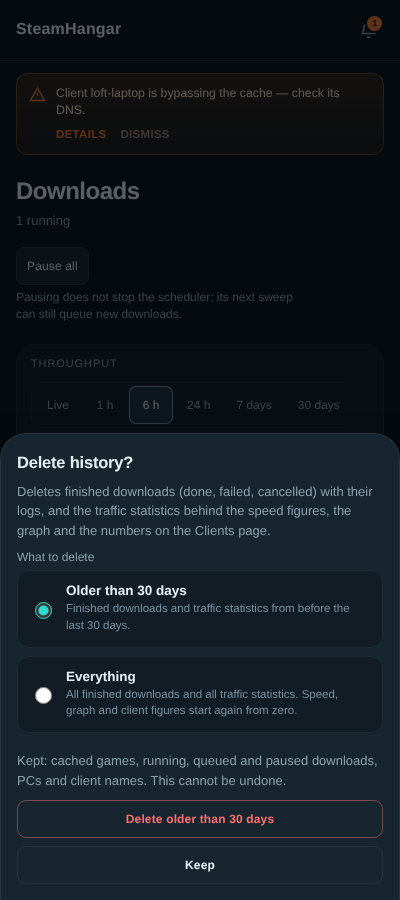 SteamHangar
1
Client loft-laptop is bypassing the cache — check its
DNS.
DETAILS DISMISS
Downloads
1 running
Pause all
Pausing does not stop the scheduler: its next sweep
can still queue new downloads.
THROUGHPUT
Live 1 h 6 h 24 h 7 days 30 days
Delete history?
Deletes finished downloads (done, failed, cancelled) with their
logs, and the traffic statistics behind the speed figures, the
graph and the numbers on the Clients page.
What to delete
Older than 30 days
Finished downloads and traffic statistics from before the
last 30 days.
Everything
All finished downloads and all traffic statistics. Speed,
graph and client figures start again from zero.
Kept: cached games, running, queued and paused downloads,
PCs and client names. This cannot be undone.
Delete older than 30 days
Keep